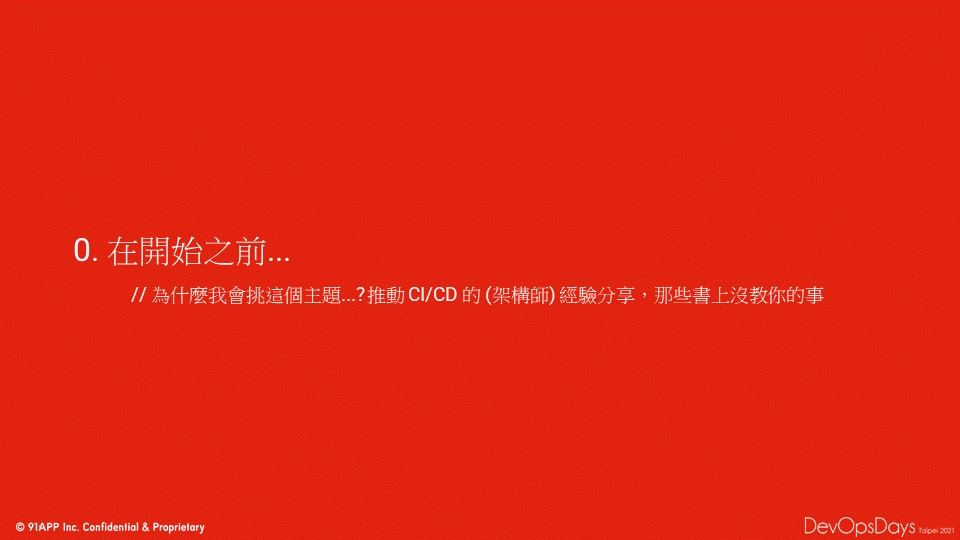 0. 在開始之前...
// 為什麼我會挑這個主題...?推動 CI/CD 的 (架構師) 經驗分享，那些書上沒教你的事
© 91APP Inc. Confidential & Proprietary
DevOpsDays Taipei 2021